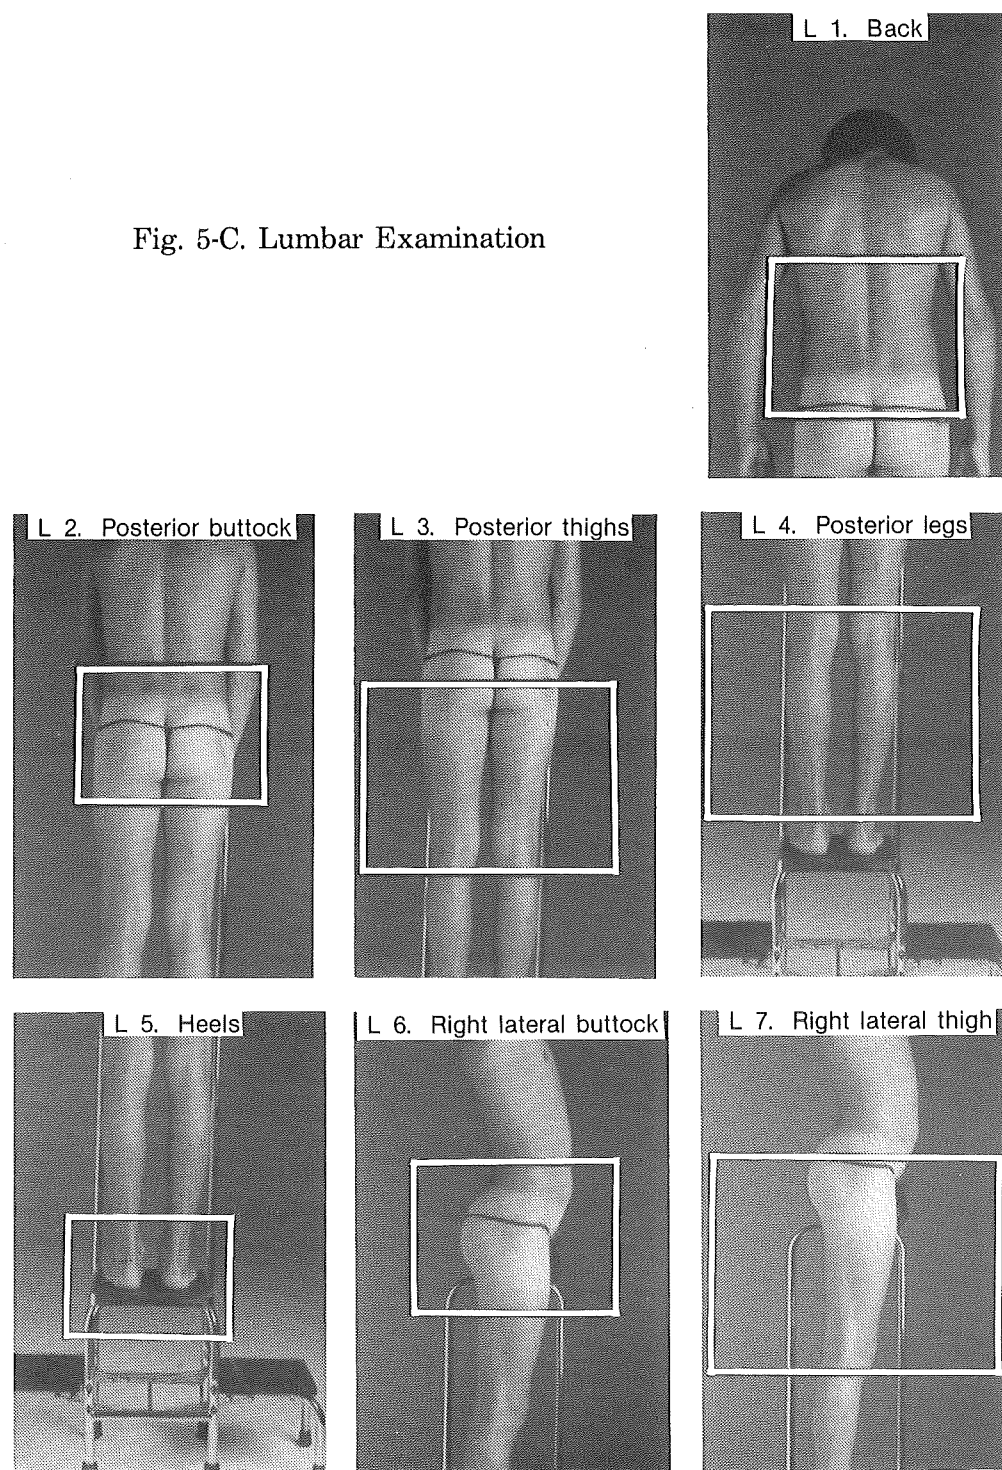 L 1. Back
Fig. 5-C. Lumbar Examination
L 2. Posterior buttock
L 3. Posterior thighs
L 4. Posterior legs
L 5. Heels
L 6. Right lateral buttock
L 7. Right lateral thigh